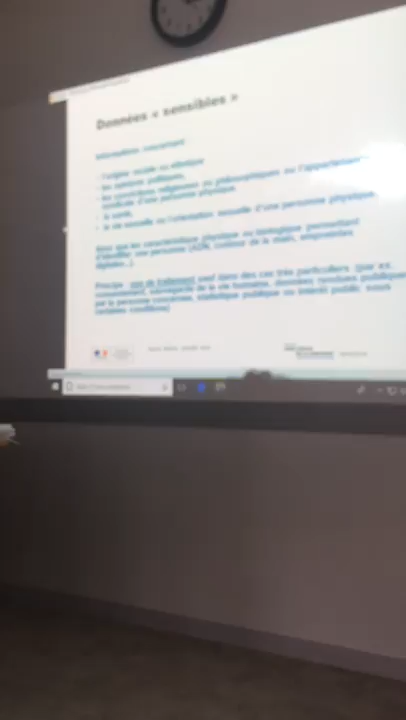 Données « sensibles »
Informations concernant :
- l'origine raciale ou ethnique
- les opinions politiques,
- les convictions religieuses ou philosophiques ou l'appartenance
syndicale d'une personne physique
- la santé,
- la vie sexuelle ou l'orientation sexuelle d'une personne physique.
Ainsi que les caractéristiques physique ou biologique permettant
d'identifier une personne (ADN, contour de la main, empreintes
digitales...).
Principe : pas de traitement sauf dans des cas très particuliers (par ex.
consentement, sauvegarde de la vie humaine, données rendues publiques
par la personne concernée, statistique publique ou intérêt public sous
certaines conditions)